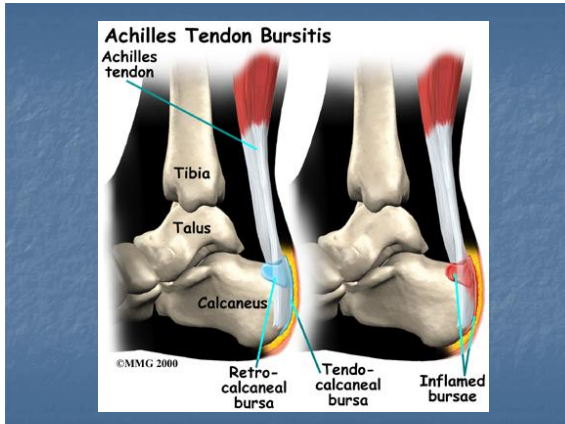 Achilles Tendon Bursitis
Achilles
tendon
Tibia
Talus
Calcaneus
©MMG 2000
Retro-
calcaneal
bursa
Tendo-
calcaneal
bursa
Inflamed
bursae